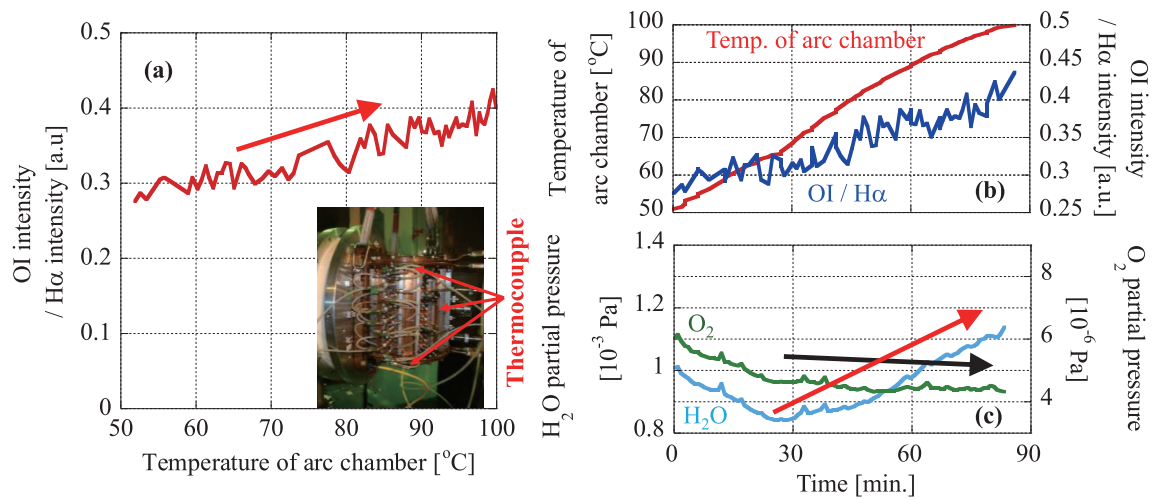 0.5
(a)
0.4
0.3
0.2
0.1
0
50
60
70
80
90
100
OI intensity
/ Hα intensity [a.u]
Temperature of arc chamber [°C]
Thermocouple
Temp. of arc chamber
100
90
80
70
60
50
Temperature of
arc chamber [°C]
0.5
0.45
0.4
0.35
0.3
0.25
OI intensity
/ Hα intensity [a.u.]
OI / Hα
(b)
1.4
1.2
1
0.8
H2O partial pressure
[10-3 Pa]
8
6
4
O2 partial pressure
[10-6 Pa]
O2
H2O
(c)
0
30
60
90
Time [min.]